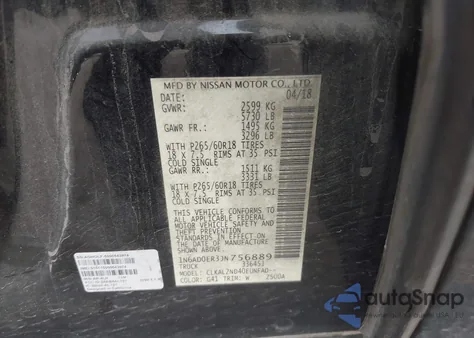 MFD BY NISSAN MOTOR CO., LTD.
DATE: 04/18
GVWR: 2599 KG
5730 LB
GAWR FR.: 1495 KG
3296 LB
WITH P265/60R18 TIRES
18 x 7.5 RIMS AT 35 PSI
COLD SINGLE
GAWR RR.: 1511 KG
3331 LB
WITH P265/60R18 TIRES
18 x 7.5 RIMS AT 35 PSI
COLD SINGLE
THIS VEHICLE CONFORMS TO
ALL APPLICABLE FEDERAL
MOTOR VEHICLE SAFETY
AND THEFT PREVENTION
STANDARDS IN EFFECT
ON THE DATE OF
MANUFACTURE SHOWN ABOVE.
1N6AD0ER3JN756889
TRUCK 336453
COLOR: G41 TRIM: W 2500A
autoSnap